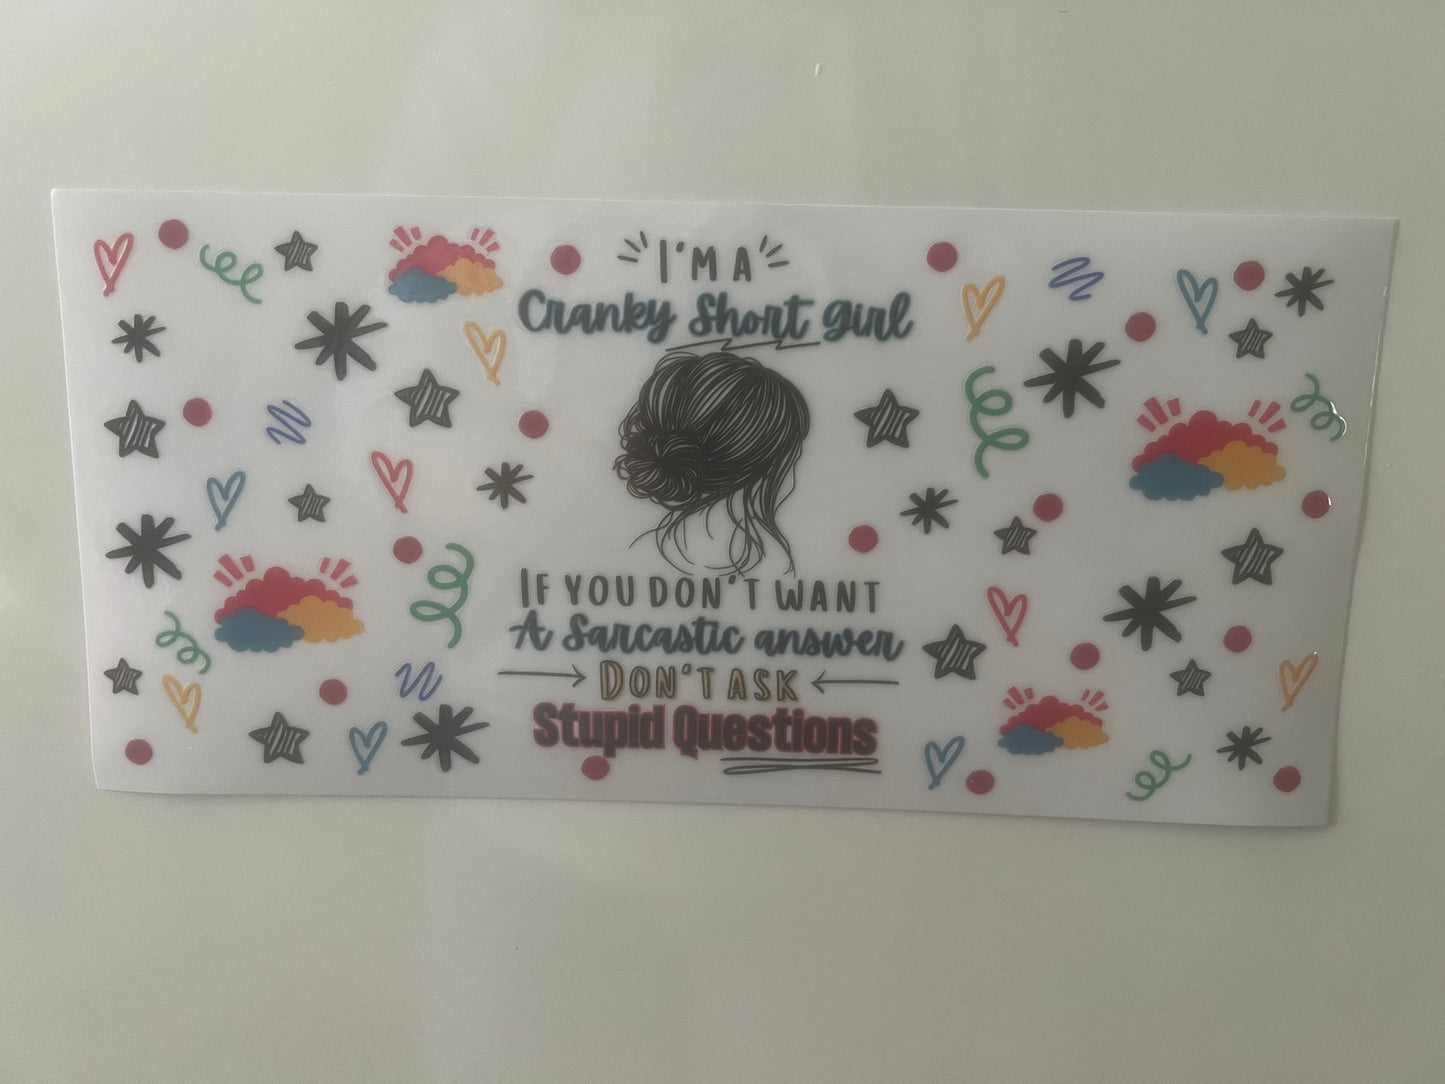 I'M A
Cranky Short girl
IF YOU DON'T WANT
A Sarcastic answer
DON'T ASK
Stupid Questions